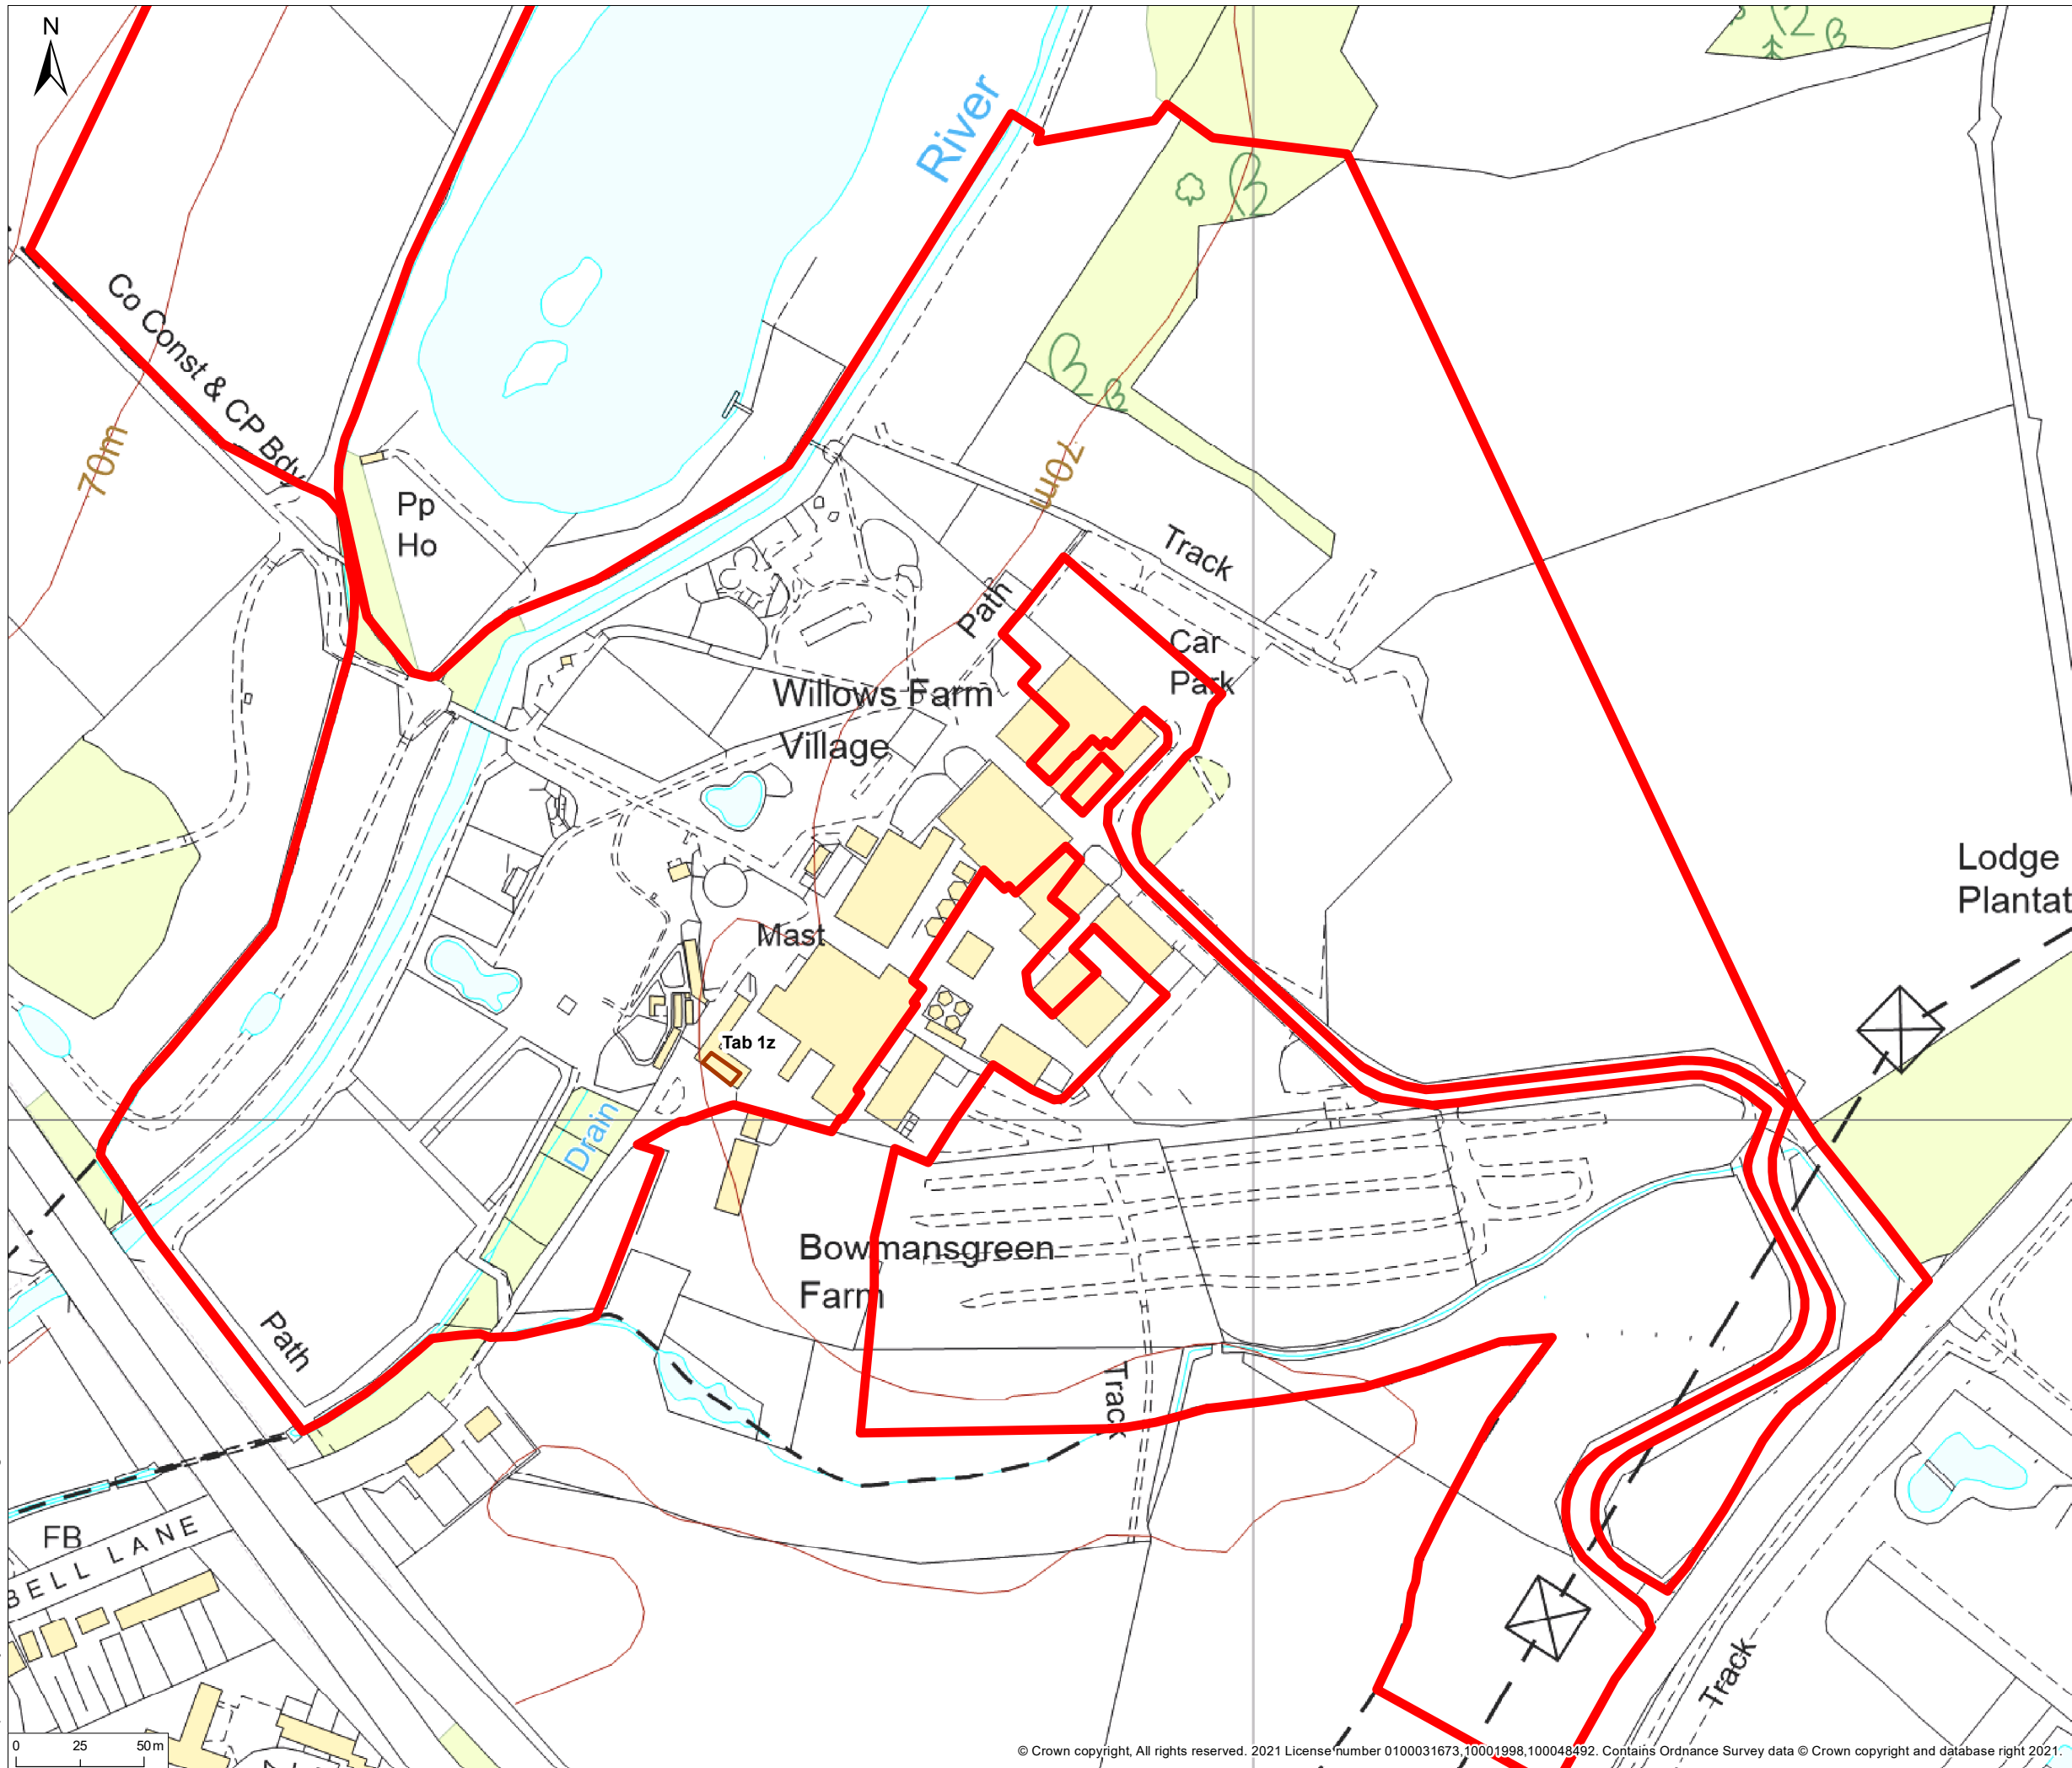 N
River
Co Const & CP Bdy
70m
Pp
Ho
70m
Track
Path
Car
Park
Willows Farm
Village
Lodge
Plantat
Mast
Tab 1z
Drain
Bowmansgreen
Farm
Path
Track
FB
BELL LANE
Track
0 25 50 m
© Crown copyright, All rights reserved. 2021 License number 0100031673,10001998,100048492. Contains Ordnance Survey data © Crown copyright and database right 2021.